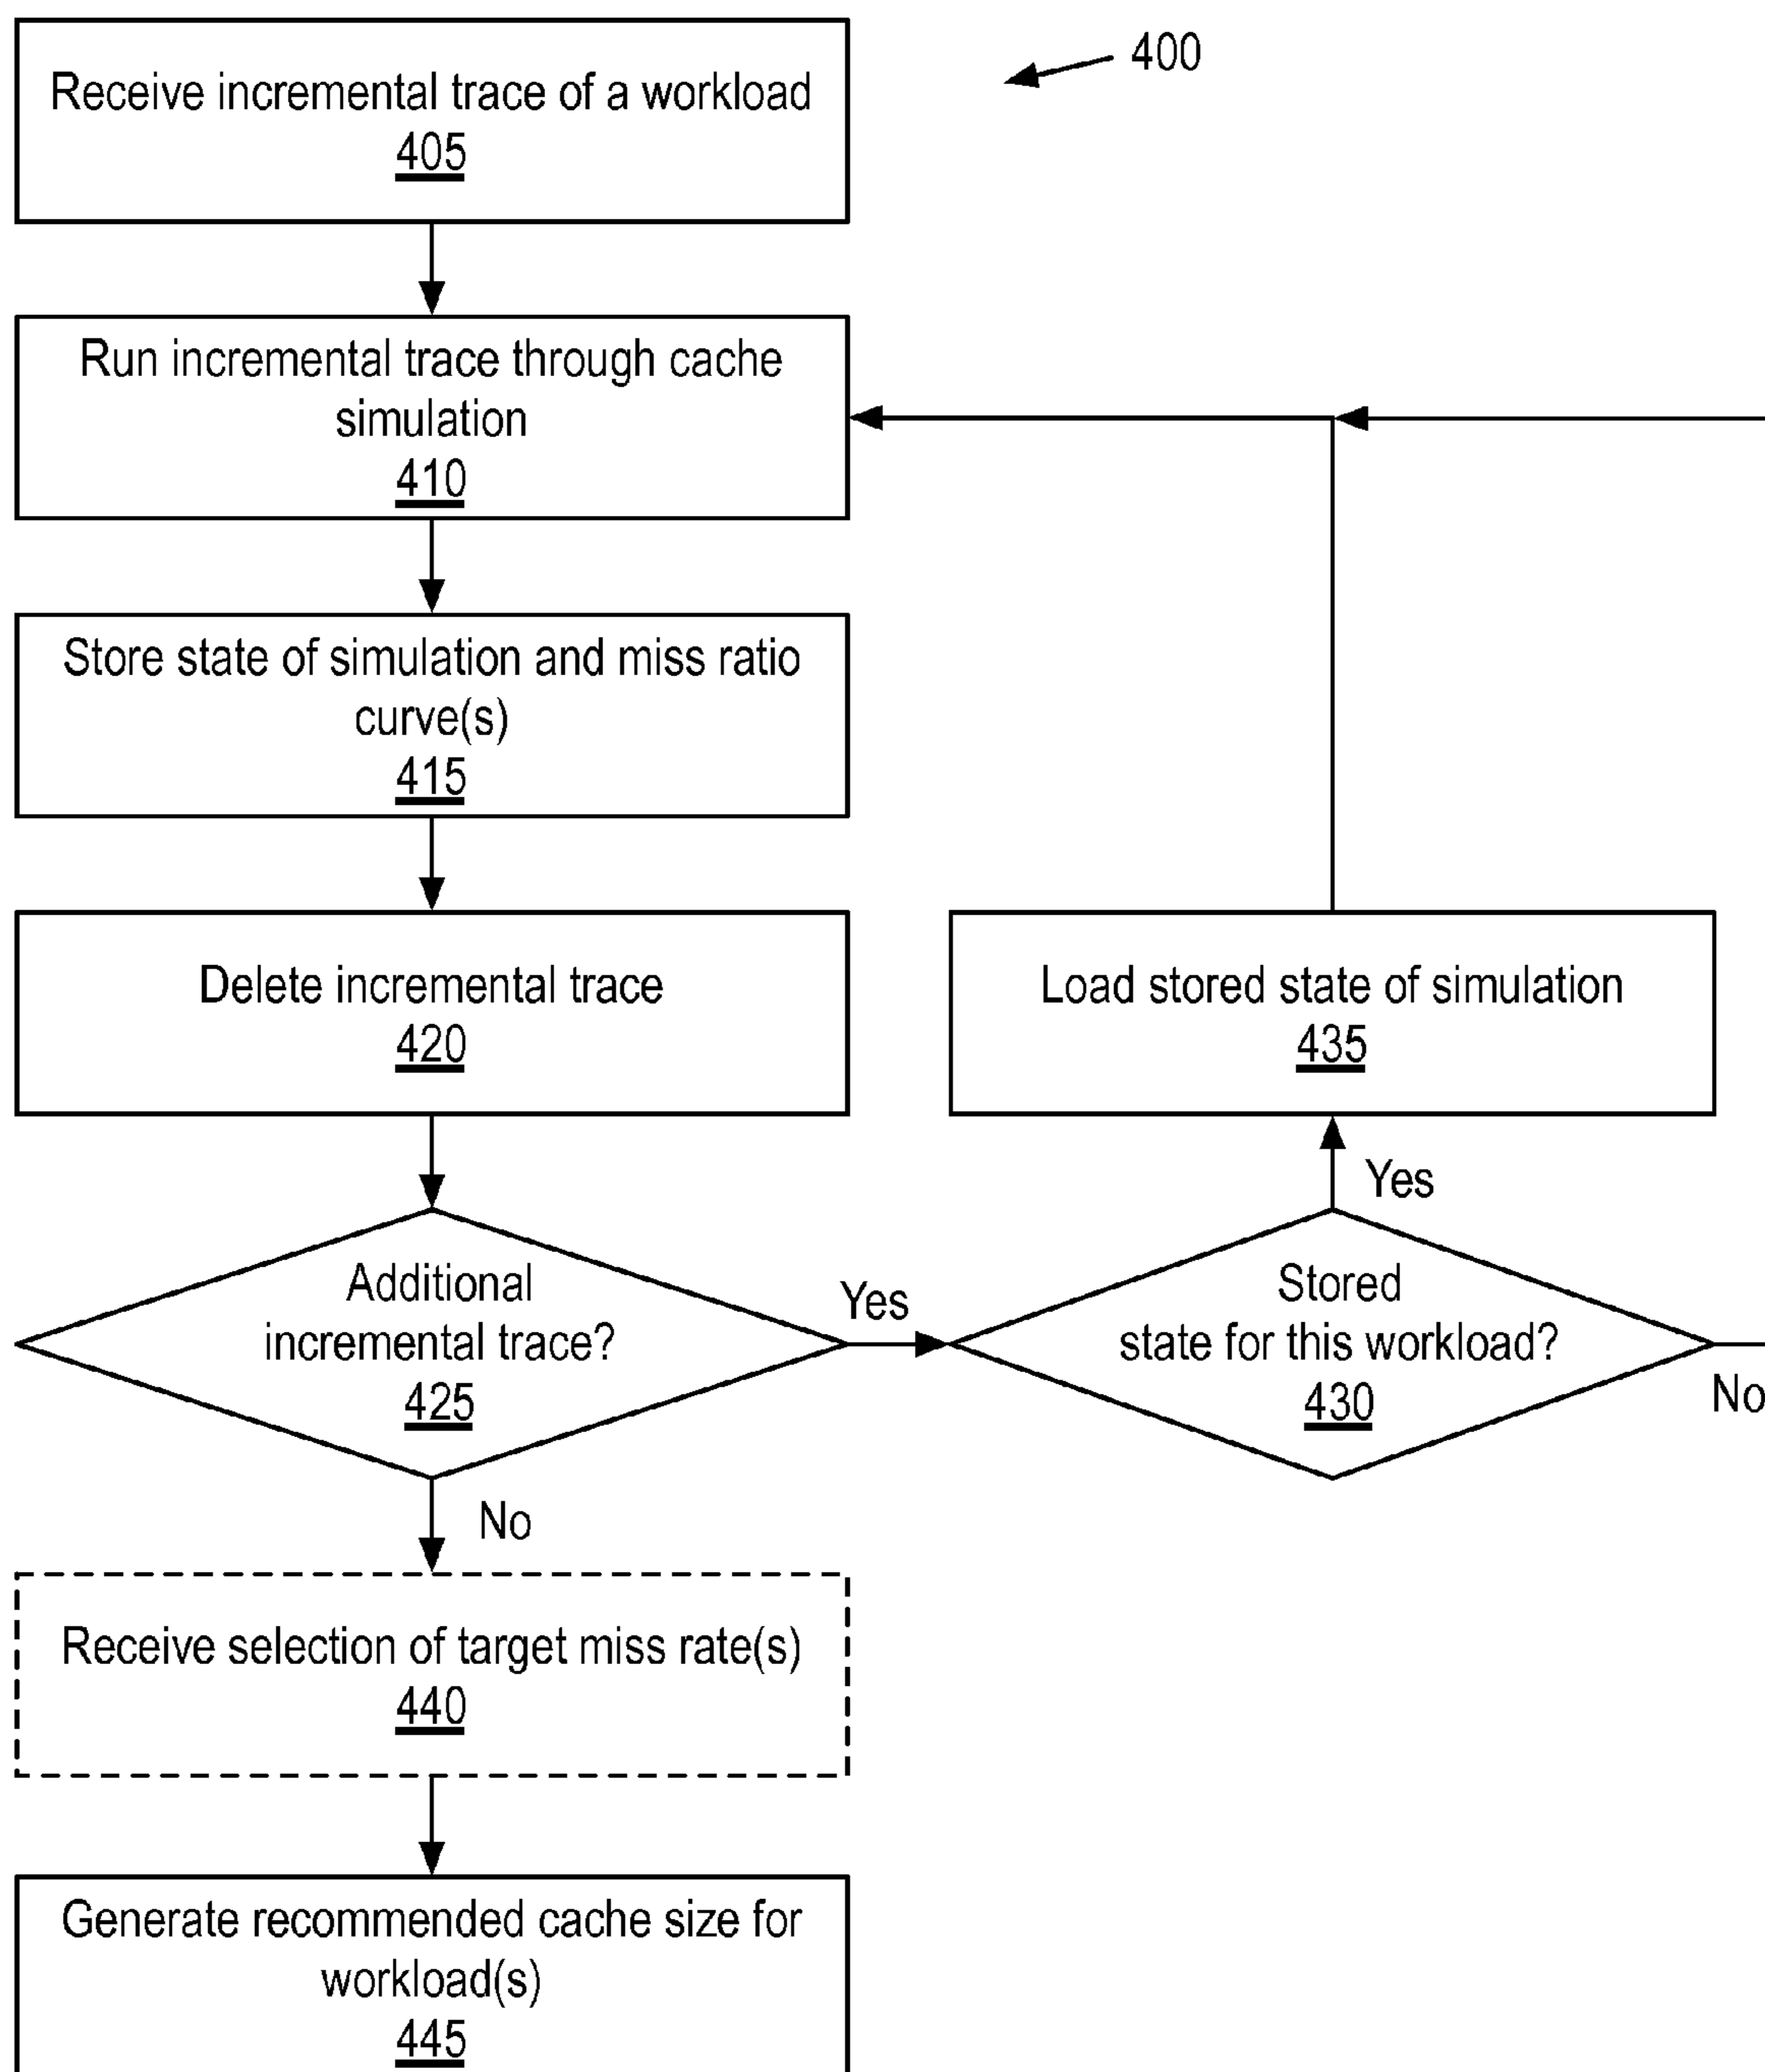 400
Receive incremental trace of a workload
405
Run incremental trace through cache
simulation
410
Store state of simulation and miss ratio
curve(s)
415
Delete incremental trace
420
Load stored state of simulation
435
Yes
Additional
incremental trace?
425
Yes
Stored
state for this workload?
430
No
No
Receive selection of target miss rate(s)
440
Generate recommended cache size for
workload(s)
445